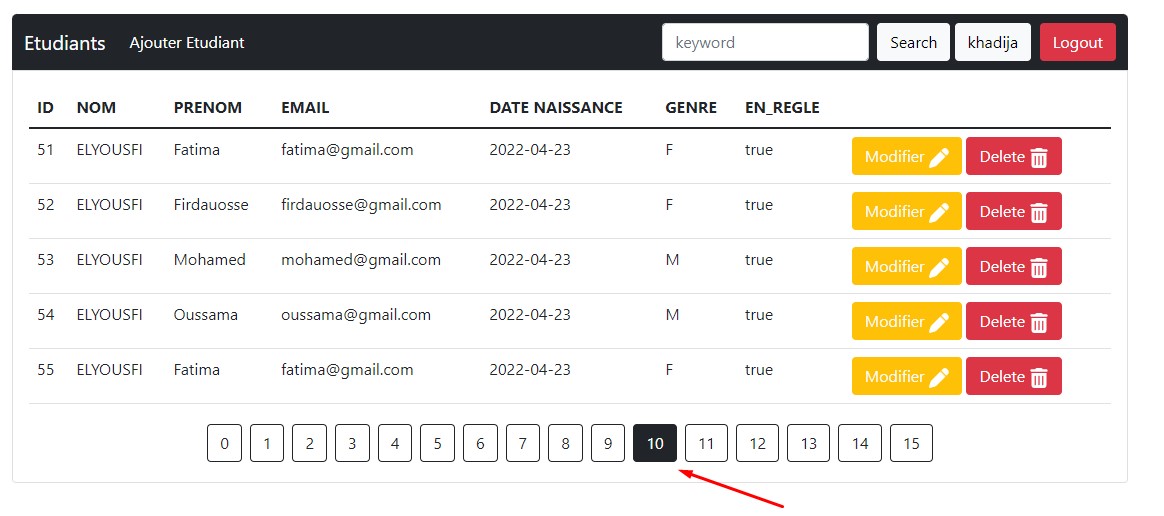 Etudiants Ajouter Etudiant keyword Search khadija Logout
ID NOM PRENOM EMAIL DATE NAISSANCE GENRE EN_REGLE
51 ELYOUSFI Fatima fatima@gmail.com 2022-04-23 F true Modifier Delete
52 ELYOUSFI Firdauosse firdauosse@gmail.com 2022-04-23 F true Modifier Delete
53 ELYOUSFI Mohamed mohamed@gmail.com 2022-04-23 M true Modifier Delete
54 ELYOUSFI Oussama oussama@gmail.com 2022-04-23 M true Modifier Delete
55 ELYOUSFI Fatima fatima@gmail.com 2022-04-23 F true Modifier Delete
0 1 2 3 4 5 6 7 8 9 10 11 12 13 14 15